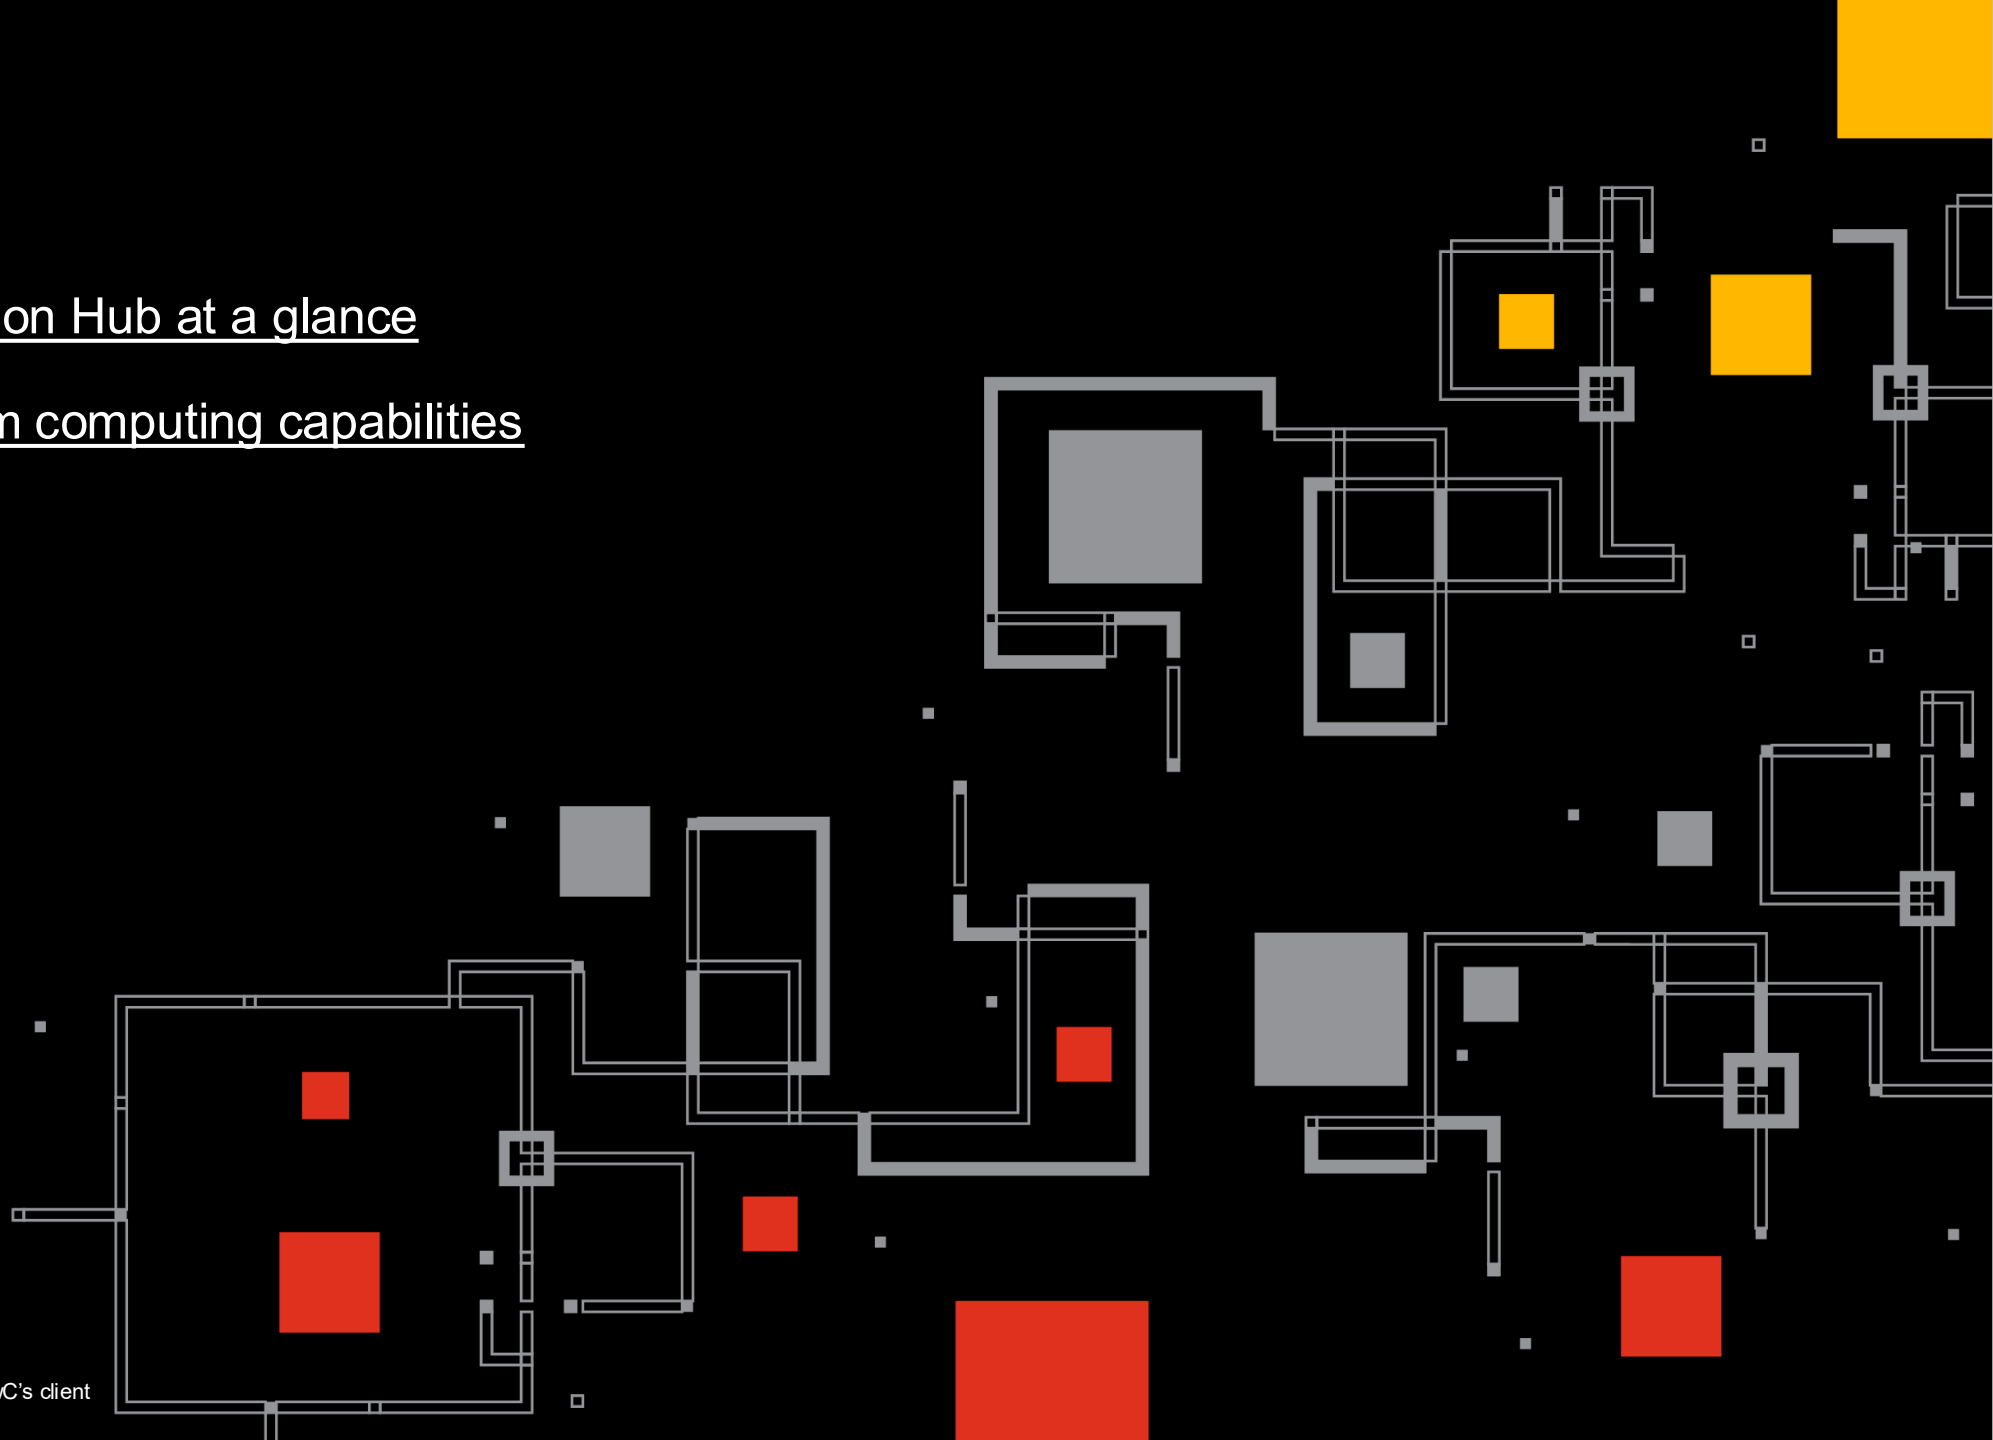 on Hub at a glance
m computing capabilities
C's client